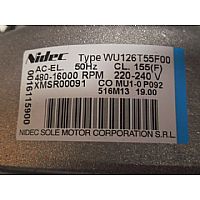 Nidec Type WU126T55F00
AC-EL. 50Hz CL. 155(F)
480-16000 RPM 220-240 V
XMSR00091 CO MU1-0 P092
516M13 19.00
NIDEC SOLE MOTOR CORPORATION S.R.L.
0016115900